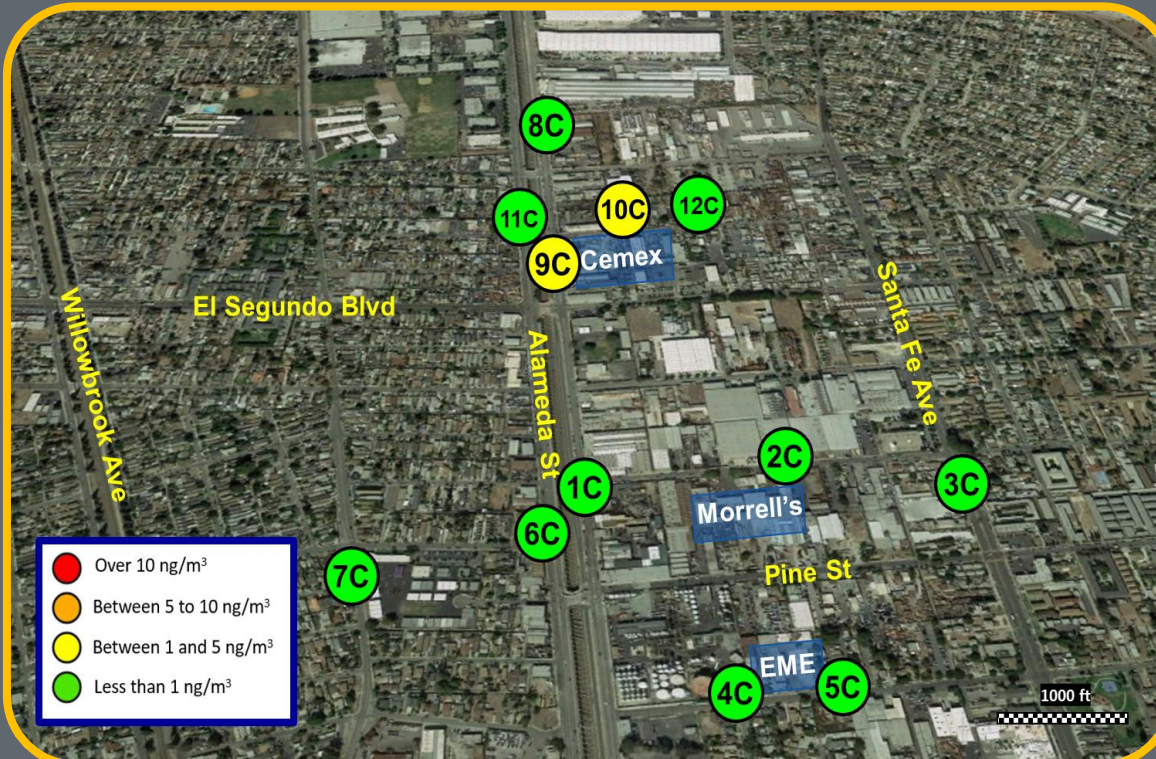 8C
11C
10C
12C
9C
Cemex
El Segundo Blvd
Willowbrook Ave
Alameda St
Santa Fe Ave
1C
2C
3C
Morrell's
6C
7C
Pine St
EME
4C
5C
Over 10 ng/m³
Between 5 to 10 ng/m³
Between 1 and 5 ng/m³
Less than 1 ng/m³
1000 ft